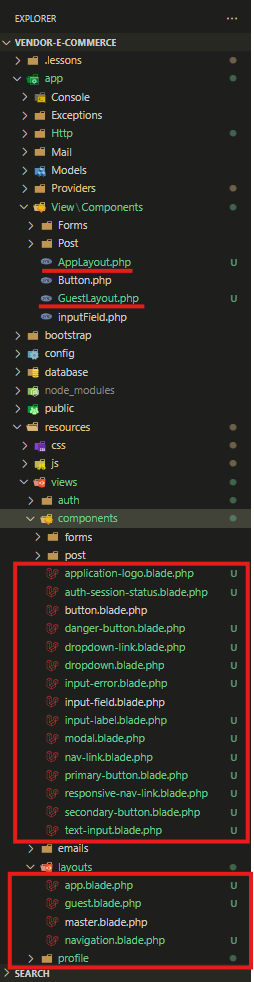 EXPLORER
VENDOR-E-COMMERCE
.lessons
app
Console
Exceptions
Http
Mail
Models
Providers
View\Components
Forms
Post
AppLayout.php U
Button.php
GuestLayout.php U
inputField.php
bootstrap
config
database
node_modules
public
resources
css
js
views
auth
components
forms
post
application-logo.blade.php U
auth-session-status.blade.php U
button.blade.php
danger-button.blade.php U
dropdown-link.blade.php U
dropdown.blade.php U
input-error.blade.php U
input-field.blade.php
input-label.blade.php U
modal.blade.php U
nav-link.blade.php U
primary-button.blade.php U
responsive-nav-link.blade.php U
secondary-button.blade.php U
text-input.blade.php U
emails
layouts
app.blade.php U
guest.blade.php U
master.blade.php
navigation.blade.php U
profile
SEARCH